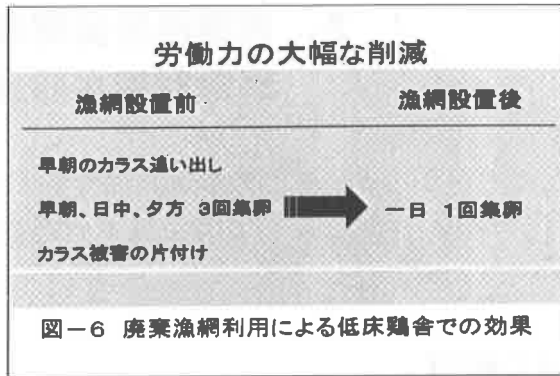 労働力の大幅な削減
漁網設置前 漁網設置後
早朝のカラス追い出し
早朝、日中、夕方 3回集卵 一日 1回集卵
カラス被害の片付け
図－6 廃棄漁網利用による低床鶏舎での効果